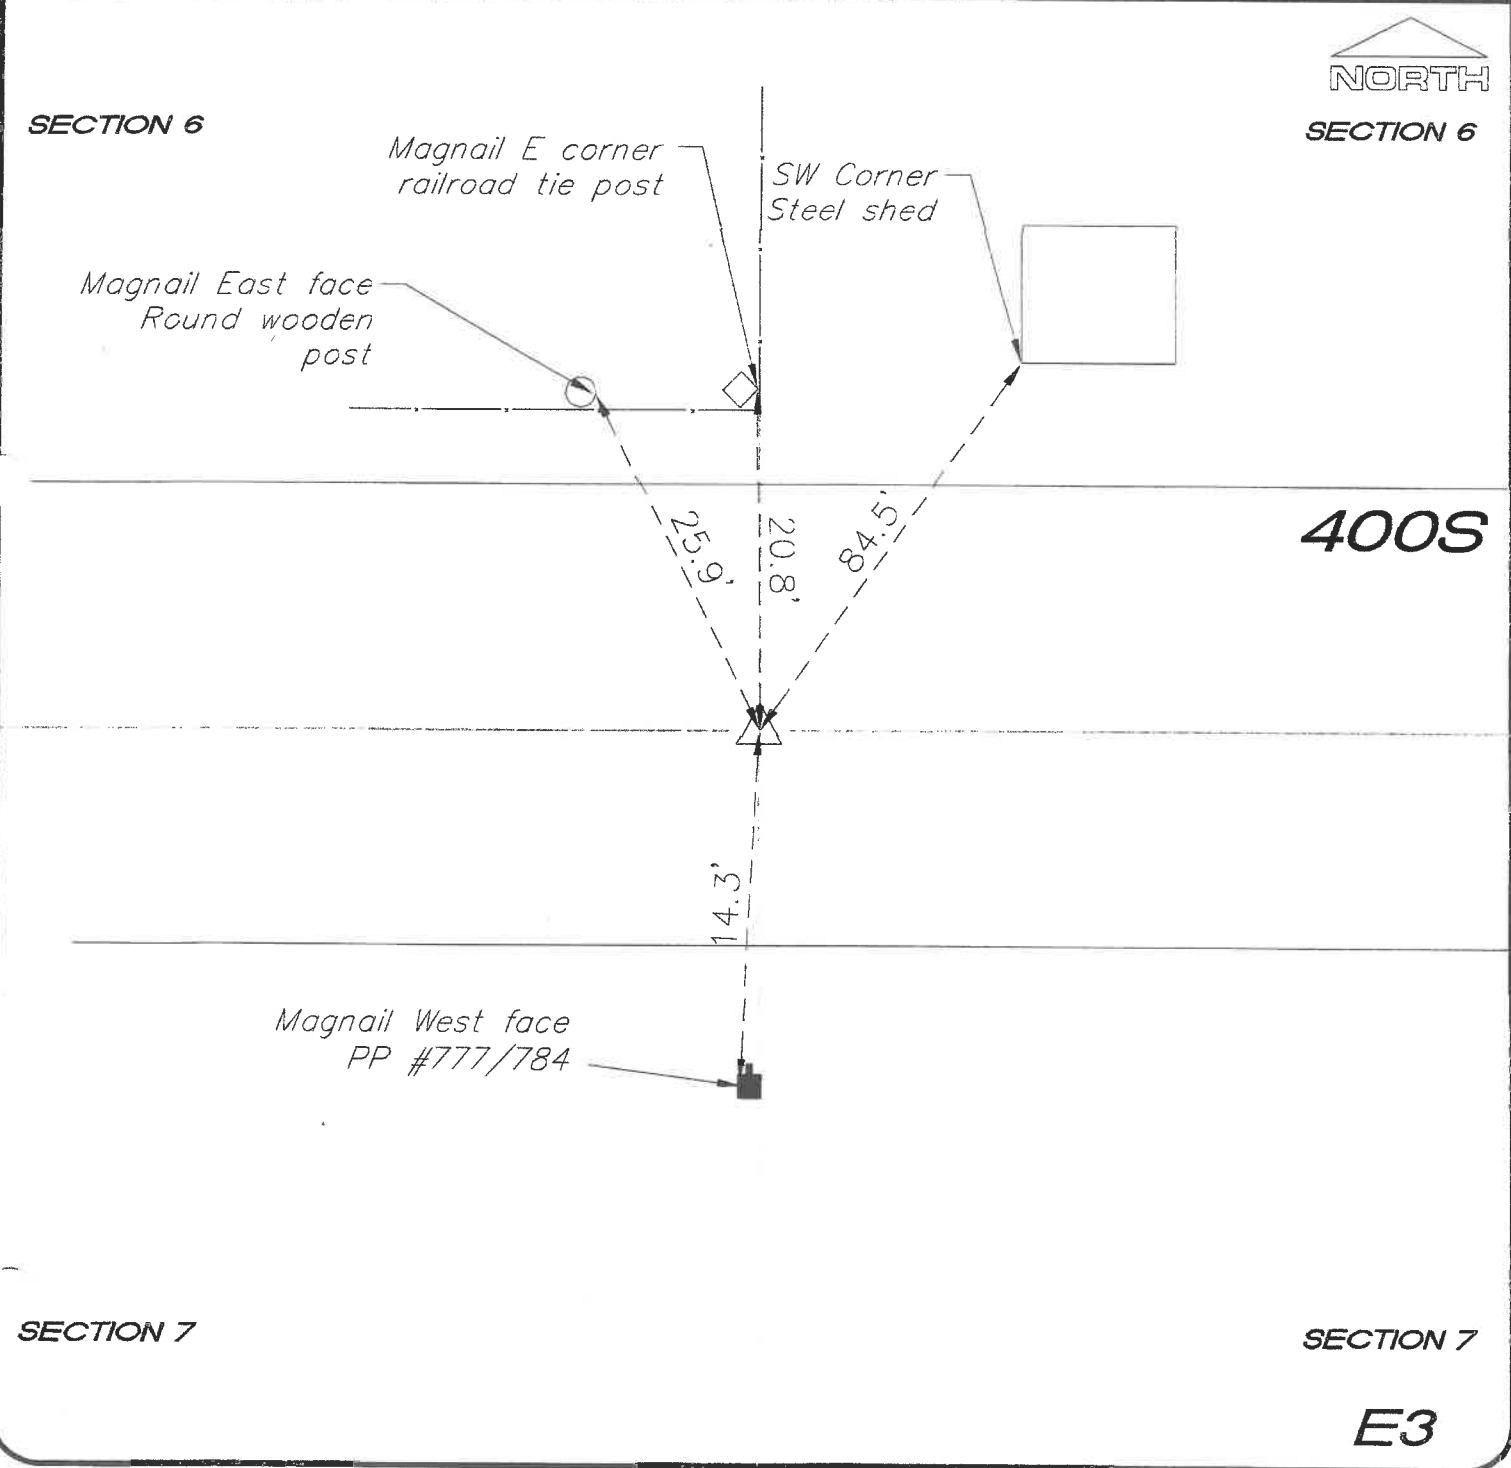 NORTH
SECTION 6
SECTION 6
Magnail E corner
railroad tie post
SW Corner
Steel shed
Magnail East face
Round wooden
post
400S
25.9'
20.8'
84.5'
14.3'
Magnail West face
PP #777/784
SECTION 7
SECTION 7
E3